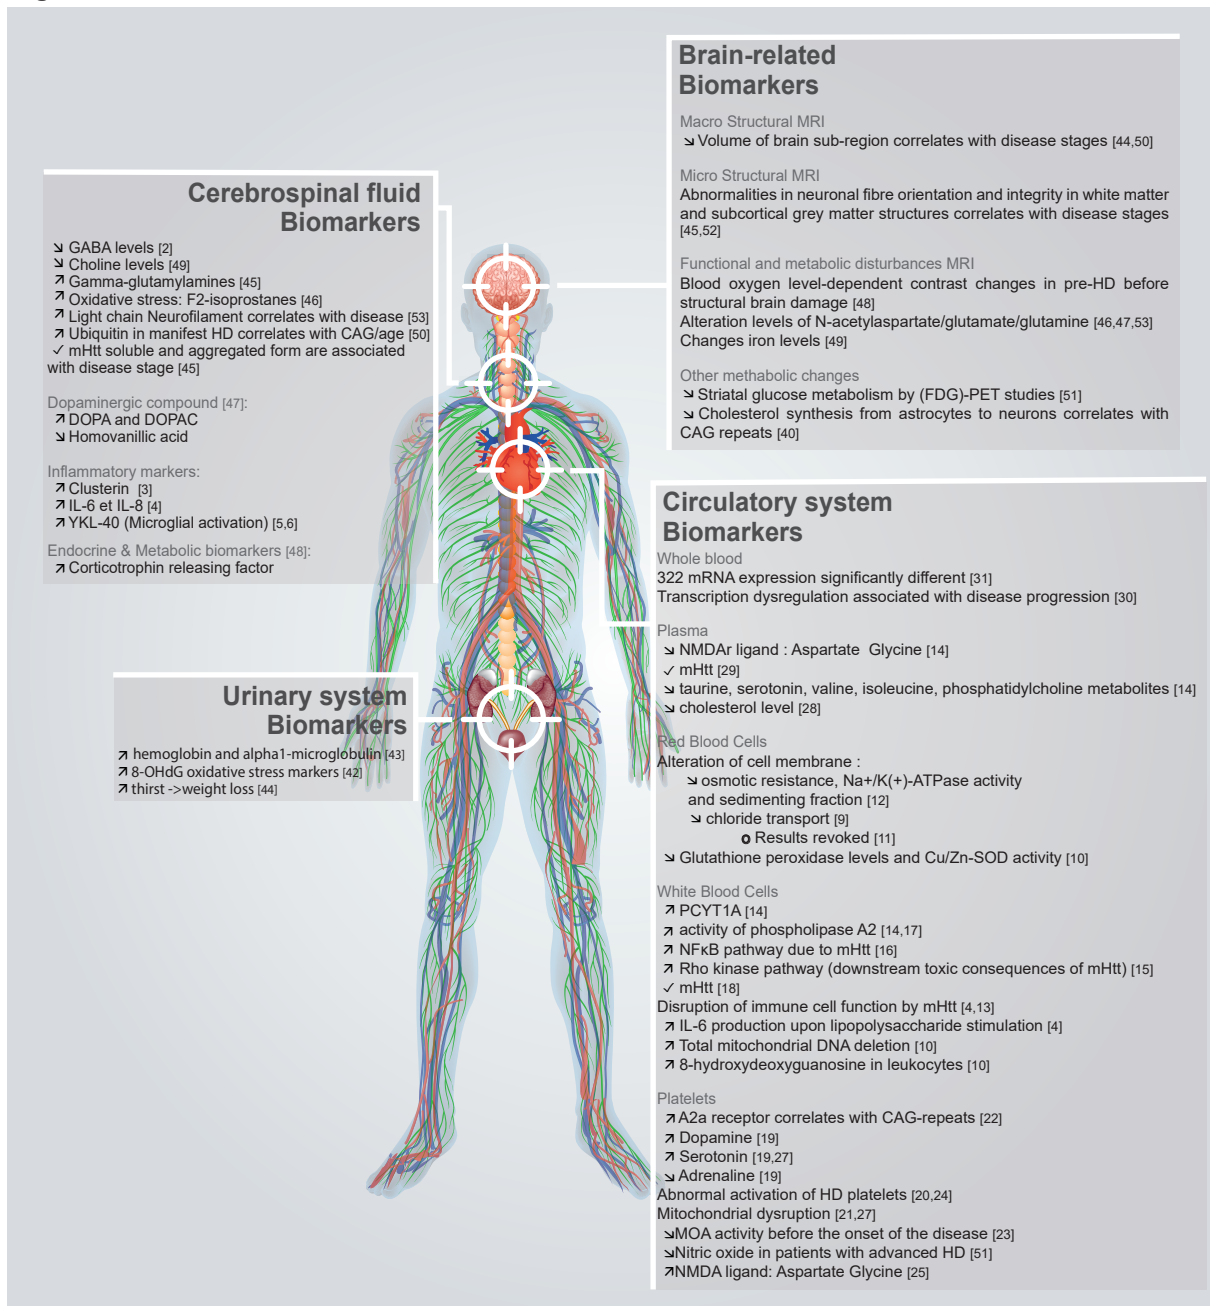 Brain-related
Biomarkers
Macro Structural MRI
↘ Volume of brain sub-region correlates with disease stages [44,50]
Micro Structural MRI
Abnormalities in neuronal fibre orientation and integrity in white matter
and subcortical grey matter structures correlates with disease stages
[45,52]
Functional and metabolic disturbances MRI
Blood oxygen level-dependent contrast changes in pre-HD before
structural brain damage [48]
Alteration levels of N-acetylaspartate/glutamate/glutamine [46,47,53]
Changes iron levels [49]
Other methabolic changes
↘ Striatal glucose metabolism by (FDG)-PET studies [51]
↘ Cholesterol synthesis from astrocytes to neurons correlates with
CAG repeats [40]
Cerebrospinal fluid
Biomarkers
↘ GABA levels [2]
↘ Choline levels [49]
↗ Gamma-glutamylamines [45]
↗ Oxidative stress: F2-isoprostanes [46]
↗ Light chain Neurofilament correlates with disease [53]
↗ Ubiquitin in manifest HD correlates with CAG/age [50]
✓ mHtt soluble and aggregated form are associated
with disease stage [45]
Dopaminergic compound [47]:
↗ DOPA and DOPAC
↘ Homovanillic acid
Inflammatory markers:
↗ Clusterin [3]
↗ IL-6 et IL-8 [4]
↗ YKL-40 (Microglial activation) [5,6]
Endocrine & Metabolic biomarkers [48]:
↗ Corticotrophin releasing factor
Urinary system
Biomarkers
↗ hemoglobin and alpha1-microglobulin [43]
↗ 8-OHdG oxidative stress markers [42]
↗ thirst ->weight loss [44]
Circulatory system
Biomarkers
Whole blood
322 mRNA expression significantly different [31]
Transcription dysregulation associated with disease progression [30]
Plasma
↘ NMDAr ligand : Aspartate Glycine [14]
✓ mHtt [29]
↘ taurine, serotonin, valine, isoleucine, phosphatidylcholine metabolites [14]
↘ cholesterol level [28]
Red Blood Cells
Alteration of cell membrane :
↘ osmotic resistance, Na+/K(+)-ATPase activity
and sedimenting fraction [12]
↘ chloride transport [9]
o Results revoked [11]
↘ Glutathione peroxidase levels and Cu/Zn-SOD activity [10]
White Blood Cells
↗ PCYT1A [14]
↗ activity of phospholipase A2 [14,17]
↗ NFκB pathway due to mHtt [16]
↗ Rho kinase pathway (downstream toxic consequences of mHtt) [15]
✓ mHtt [18]
Disruption of immune cell function by mHtt [4,13]
↗ IL-6 production upon lipopolysaccharide stimulation [4]
↗ Total mitochondrial DNA deletion [10]
↗ 8-hydroxydeoxyguanosine in leukocytes [10]
Platelets
↗ A2a receptor correlates with CAG-repeats [22]
↗ Dopamine [19]
↗ Serotonin [19,27]
↘ Adrenaline [19]
Abnormal activation of HD platelets [20,24]
Mitochondrial dysruption [21,27]
↘MOA activity before the onset of the disease [23]
↘Nitric oxide in patients with advanced HD [51]
↗NMDA ligand: Aspartate Glycine [25]